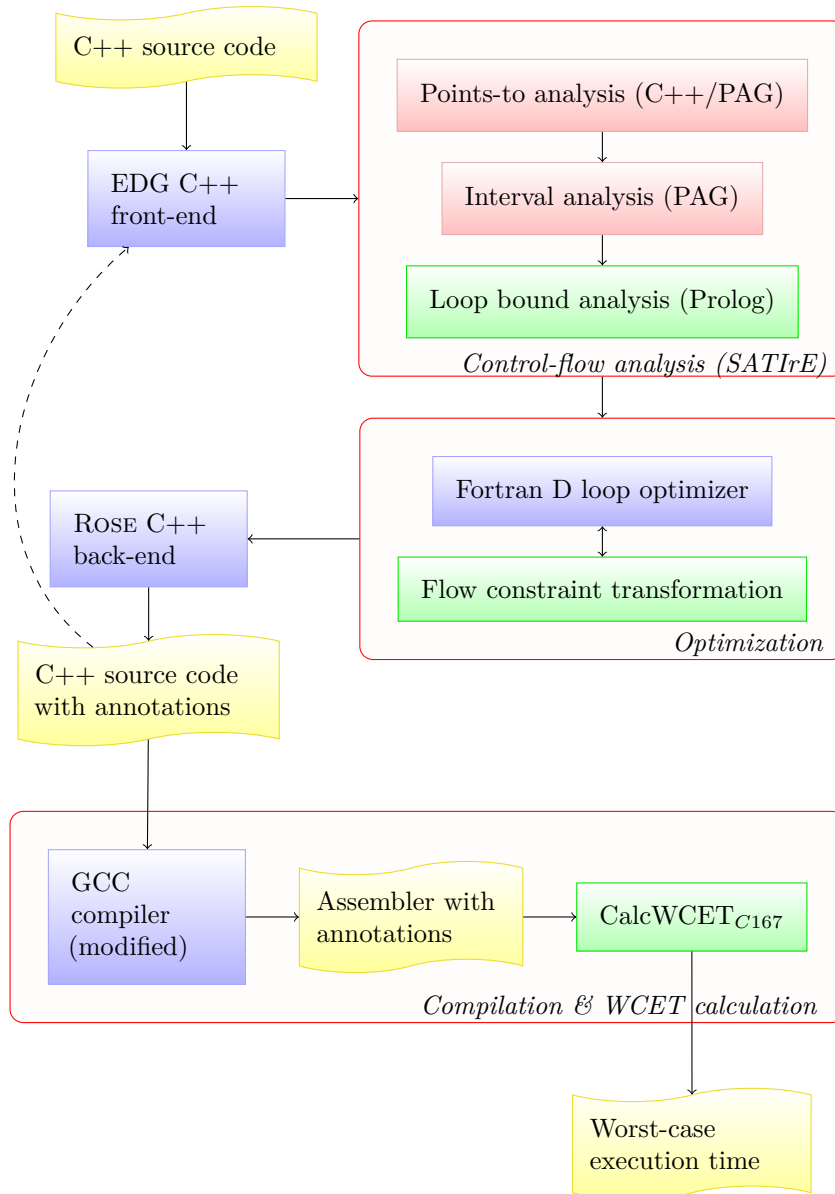 C++ source code
EDG C++
front-end
Points-to analysis (C++/PAG)
Interval analysis (PAG)
Loop bound analysis (Prolog)
Control-flow analysis (SATIrE)
Fortran D loop optimizer
Flow constraint transformation
Optimization
ROSE C++
back-end
C++ source code
with annotations
GCC
compiler
(modified)
Assembler with
annotations
CalcWCET_C167
Compilation & WCET calculation
Worst-case
execution time